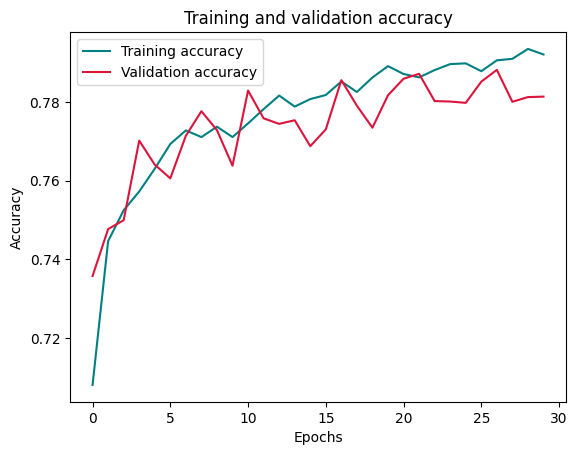 Training and validation accuracy
Training accuracy
Validation accuracy
Accuracy
0.78
0.76
0.74
0.72
0 5 10 15 20 25 30
Epochs